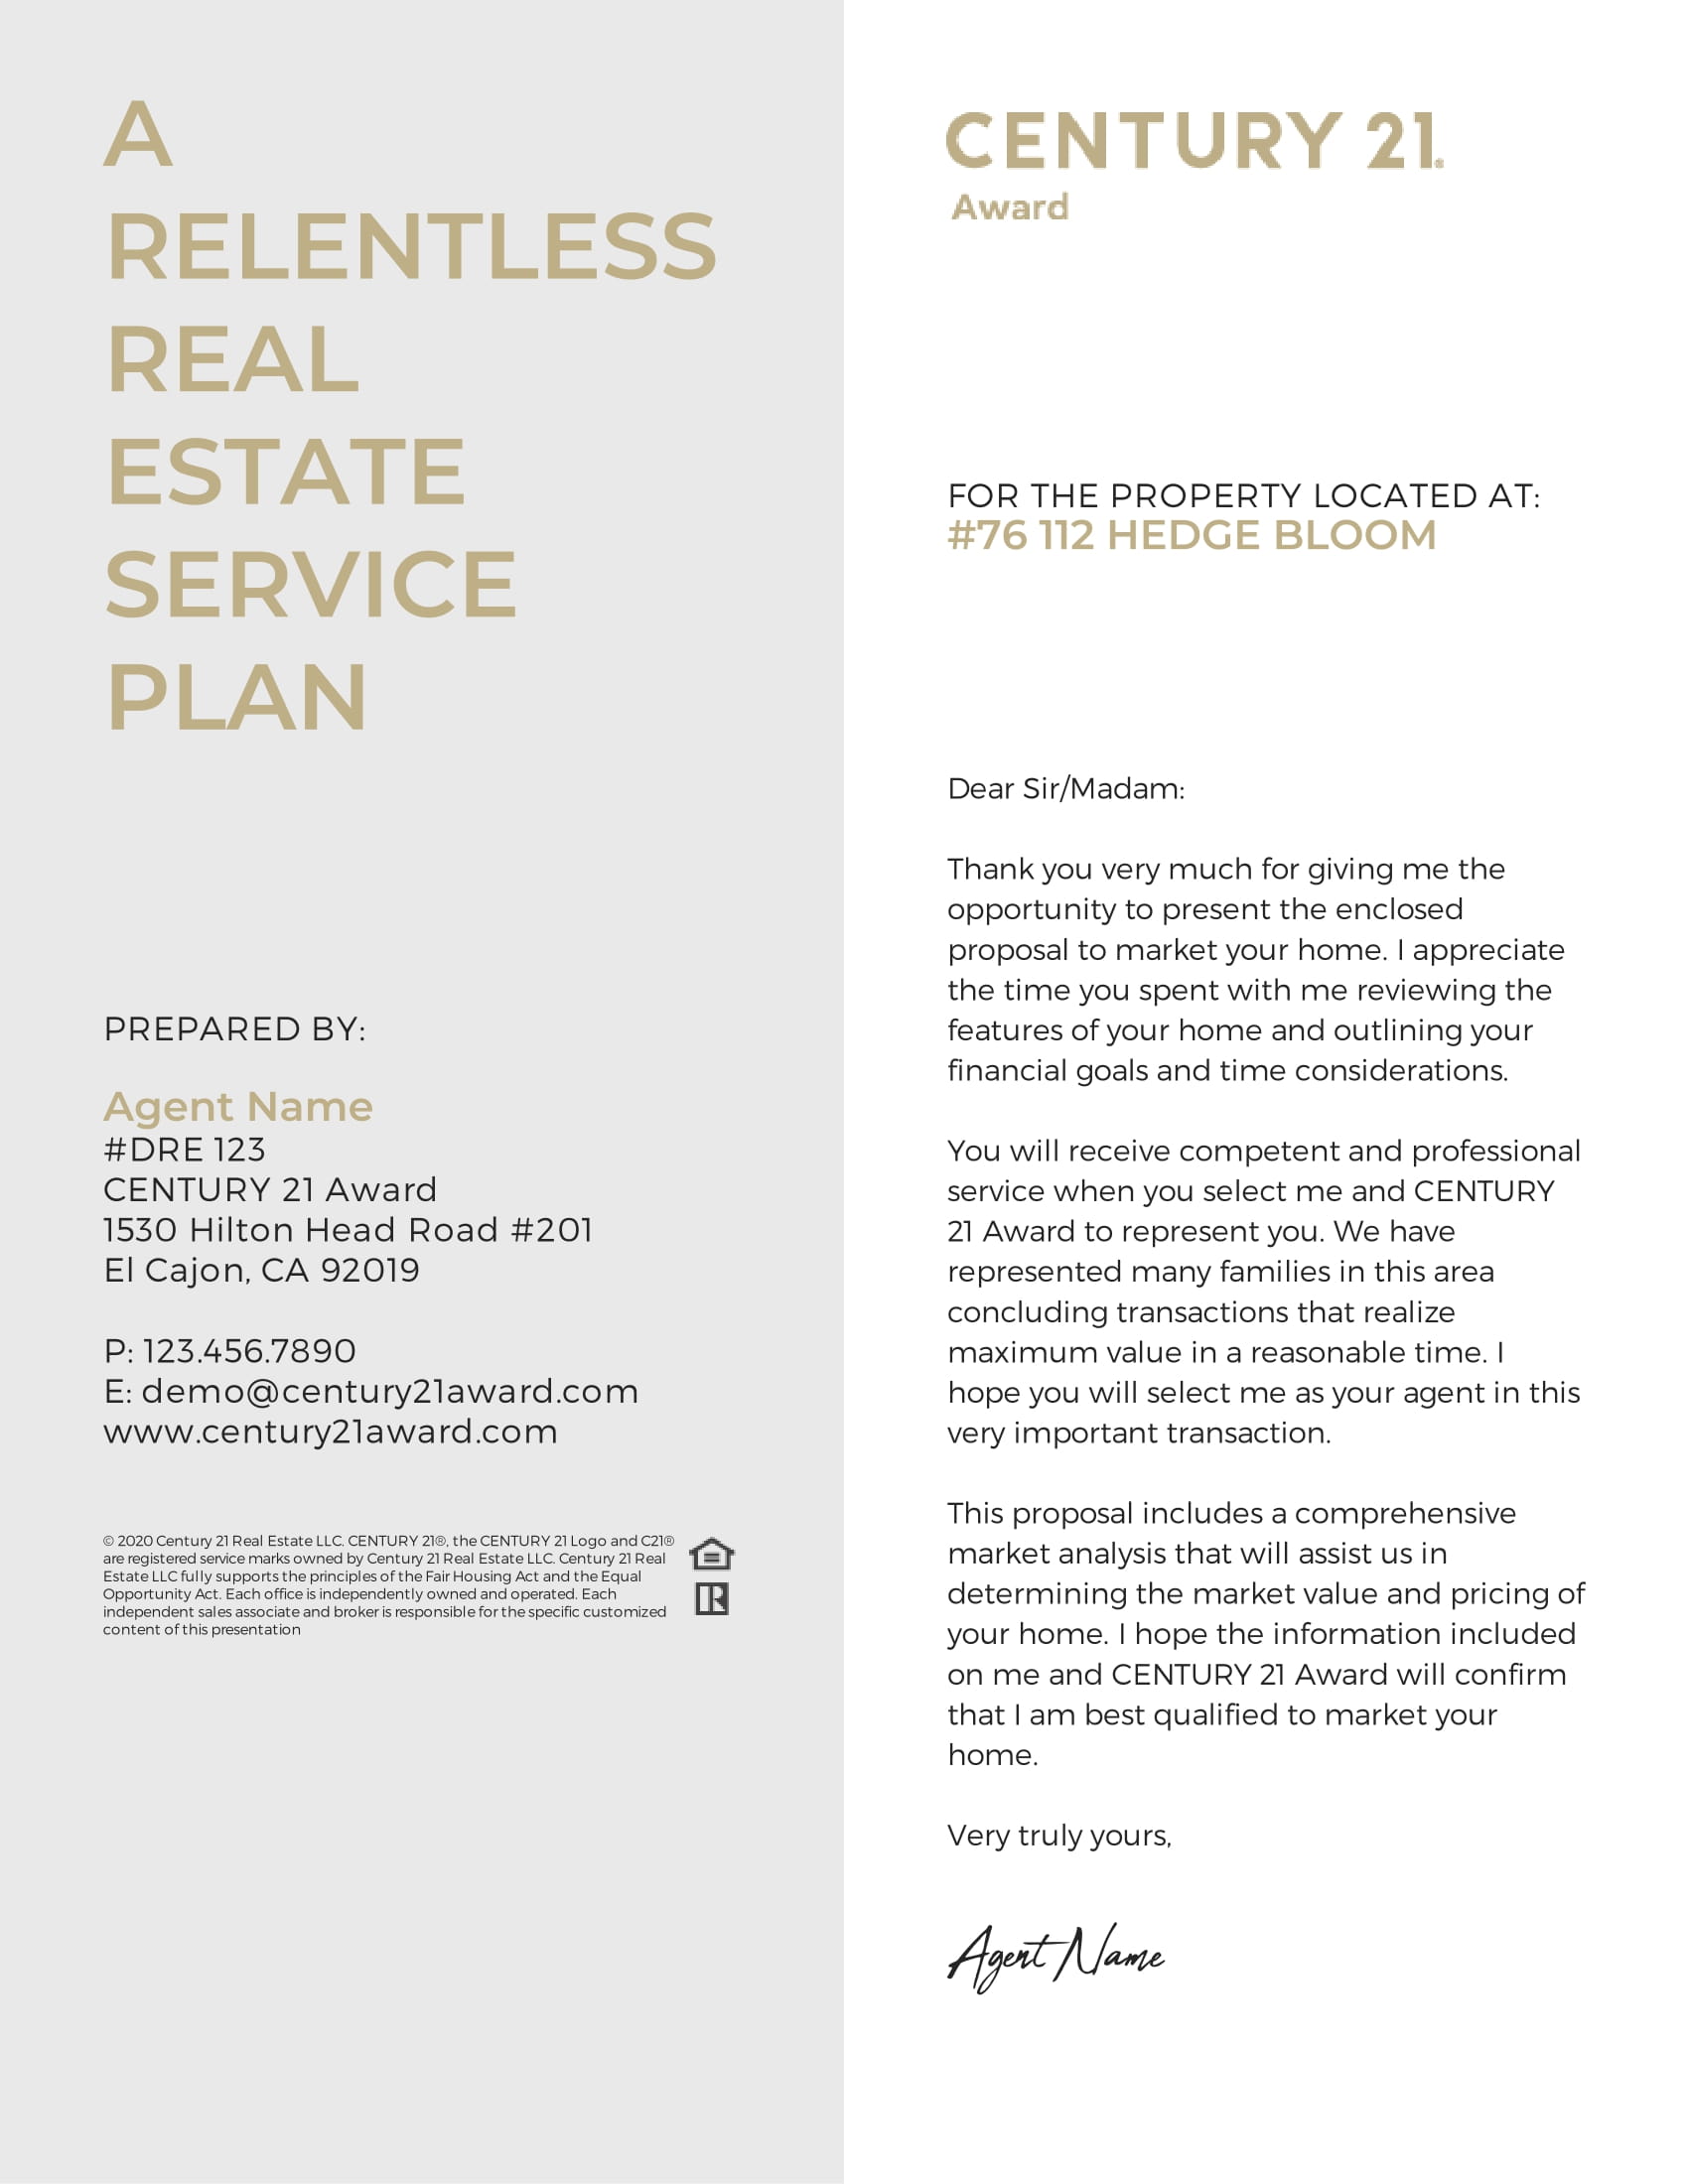 A
RELENTLESS
REAL
ESTATE
SERVICE
PLAN
PREPARED BY:
Agent Name
#DRE 123
CENTURY 21 Award
1530 Hilton Head Road #201
El Cajon, CA 92019
P: 123.456.7890
E: demo@century21award.com
www.century21award.com
© 2020 Century 21 Real Estate LLC. CENTURY 21®, the CENTURY 21 Logo and C21®
are registered service marks owned by Century 21 Real Estate LLC. Century 21 Real
Estate LLC fully supports the principles of the Fair Housing Act and the Equal
Opportunity Act. Each office is independently owned and operated. Each
independent sales associate and broker is responsible for the specific customized
content of this presentation
CENTURY 21®
Award
FOR THE PROPERTY LOCATED AT:
#76 112 HEDGE BLOOM
Dear Sir/Madam:
Thank you very much for giving me the
opportunity to present the enclosed
proposal to market your home. I appreciate
the time you spent with me reviewing the
features of your home and outlining your
financial goals and time considerations.
You will receive competent and professional
service when you select me and CENTURY
21 Award to represent you. We have
represented many families in this area
concluding transactions that realize
maximum value in a reasonable time. I
hope you will select me as your agent in this
very important transaction.
This proposal includes a comprehensive
market analysis that will assist us in
determining the market value and pricing of
your home. I hope the information included
on me and CENTURY 21 Award will confirm
that I am best qualified to market your
home.
Very truly yours,
Agent Name